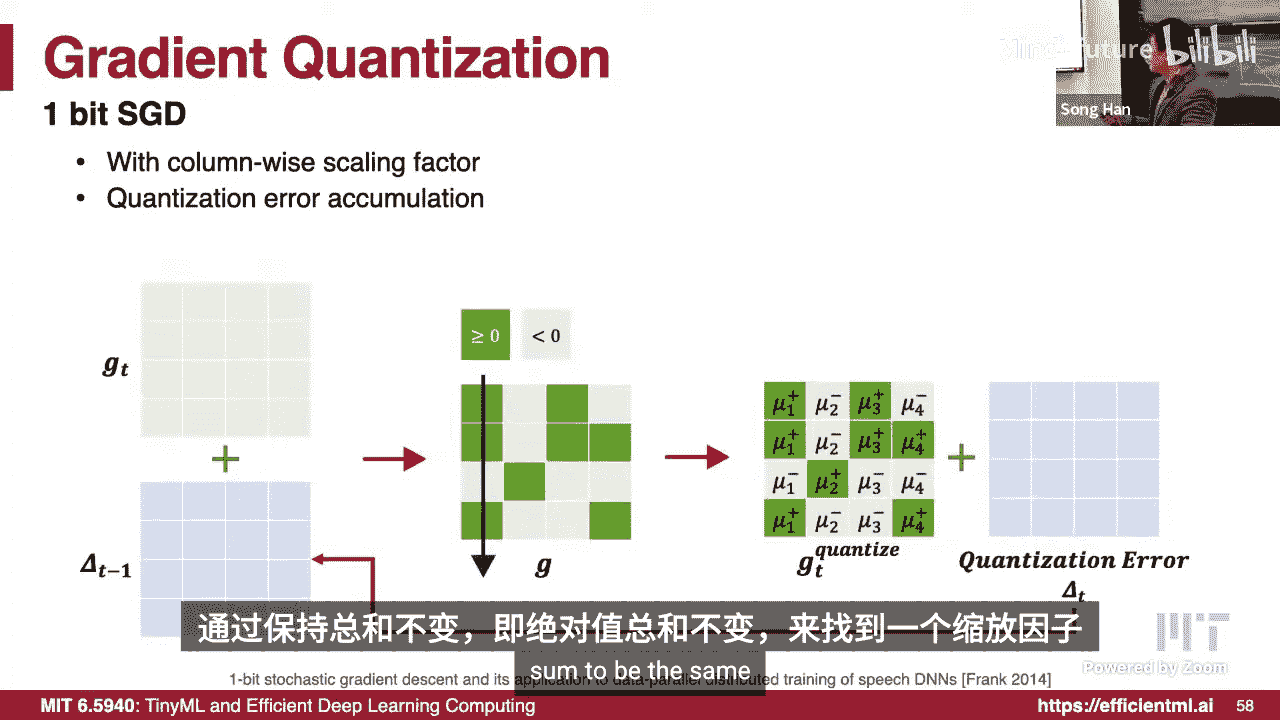 Gradient Quantization
Mind Future bilibili
Song Han
1 bit SGD
• With column-wise scaling factor
• Quantization error accumulation
≥ 0 < 0
g_t
+
Δ_{t−1}
g
μ₁⁺ μ₂⁻ μ₃⁺ μ₄⁻
μ₁⁺ μ₂⁻ μ₃⁺ μ₄⁺
μ₁⁻ μ₂⁺ μ₃⁻ μ₄⁻
μ₁⁺ μ₂⁻ μ₃⁻ μ₄⁺
g_t^{quantize}
+
Quantization Error
Δ_t
通过保持总和不变，即绝对值总和不变，来找到一个缩放因子
sum to be the same
MIT
Powered by Zoom
1-bit stochastic gradient descent and its application to data-parallel distributed training of speech DNNs [Frank 2014]
MIT 6.5940: TinyML and Efficient Deep Learning Computing
https://efficientml.ai 58